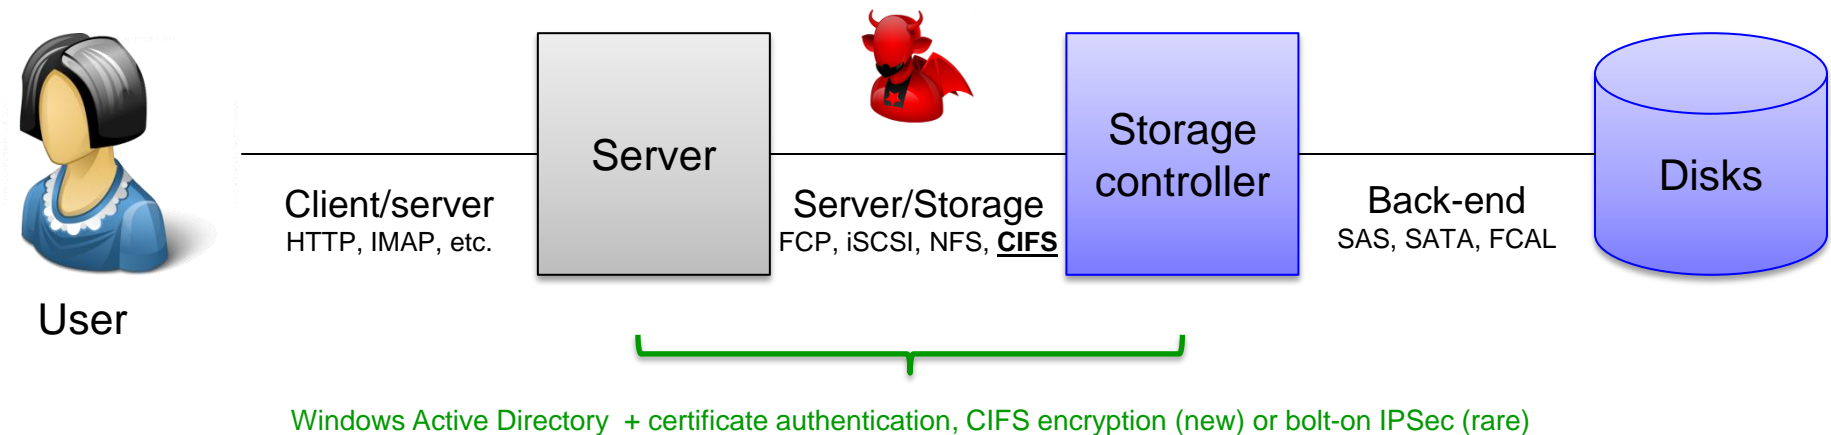 User
Client/server
HTTP, IMAP, etc.
Server
Server/Storage
FCP, iSCSI, NFS, CIFS
Storage
controller
Back-end
SAS, SATA, FCAL
Disks
Windows Active Directory + certificate authentication, CIFS encryption (new) or bolt-on IPSec (rare)